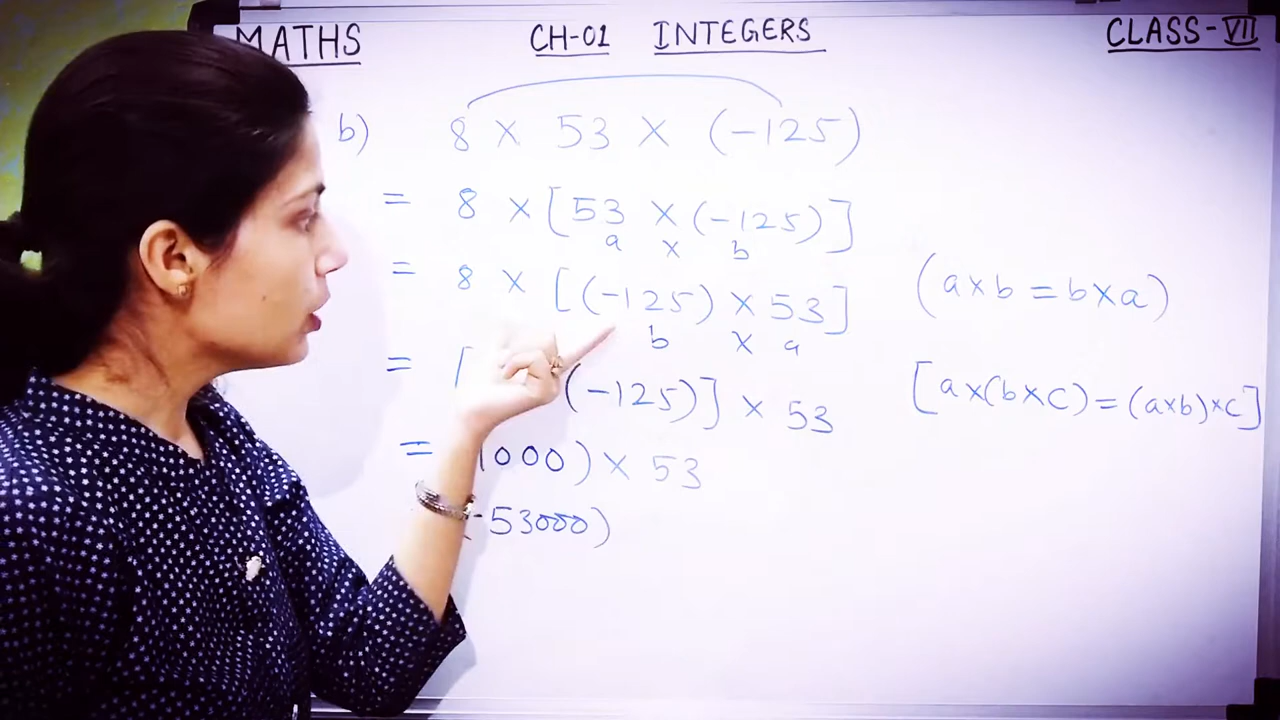 MATHS CH-01 INTEGERS CLASS-VII
b) 8 × 53 × (-125)
= 8 × [53 × (-125)]
a × b
= 8 × [(-125) × 53] (a×b = b×a)
b × a
= [ (-125)] × 53 [a×(b×c) = (a×b)×c]
= 1000) × 53
(-53000)